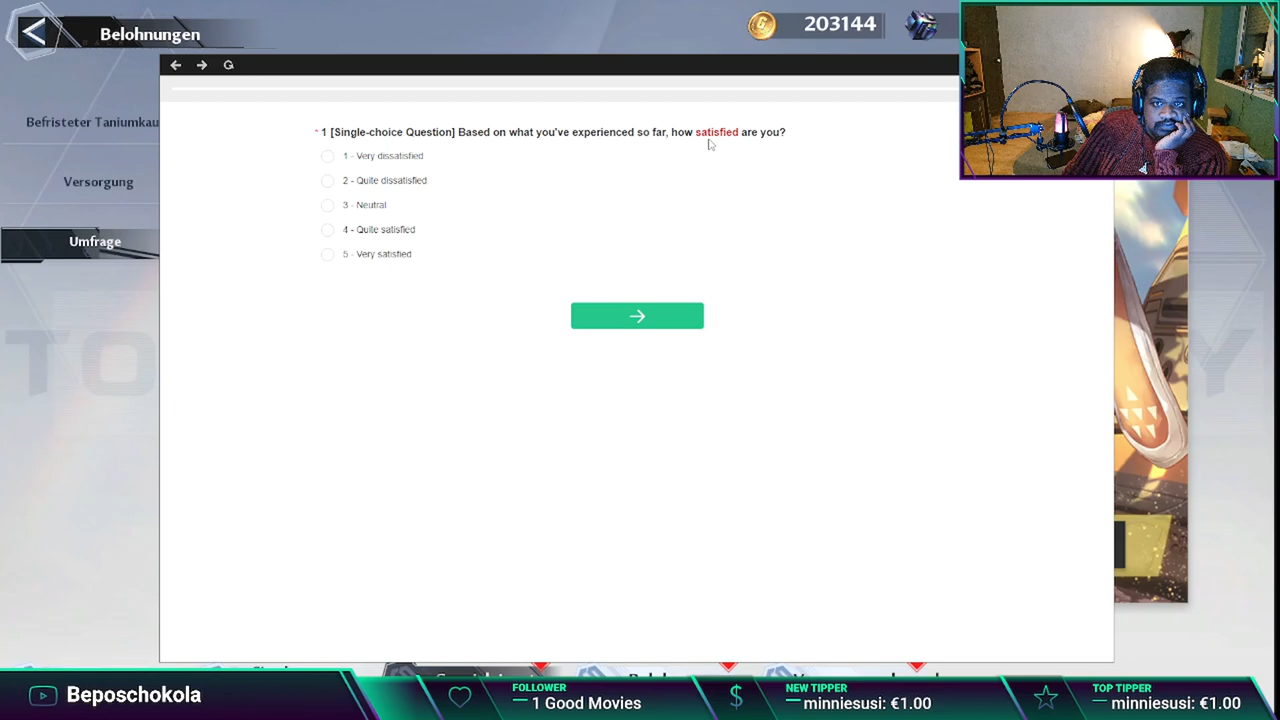 Belohnungen
203144
Befristeter Taniumkau
Versorgung
Umfrage
* 1 [Single-choice Question] Based on what you've experienced so far, how satisfied are you?
1 - Very dissatisfied
2 - Quite dissatisfied
3 - Neutral
4 - Quite satisfied
5 - Very satisfied
TO
Y
Beposchokola
FOLLOWER
1 Good Movies
NEW TIPPER
minniesusi: €1.00
TOP TIPPER
minniesusi: €1.00